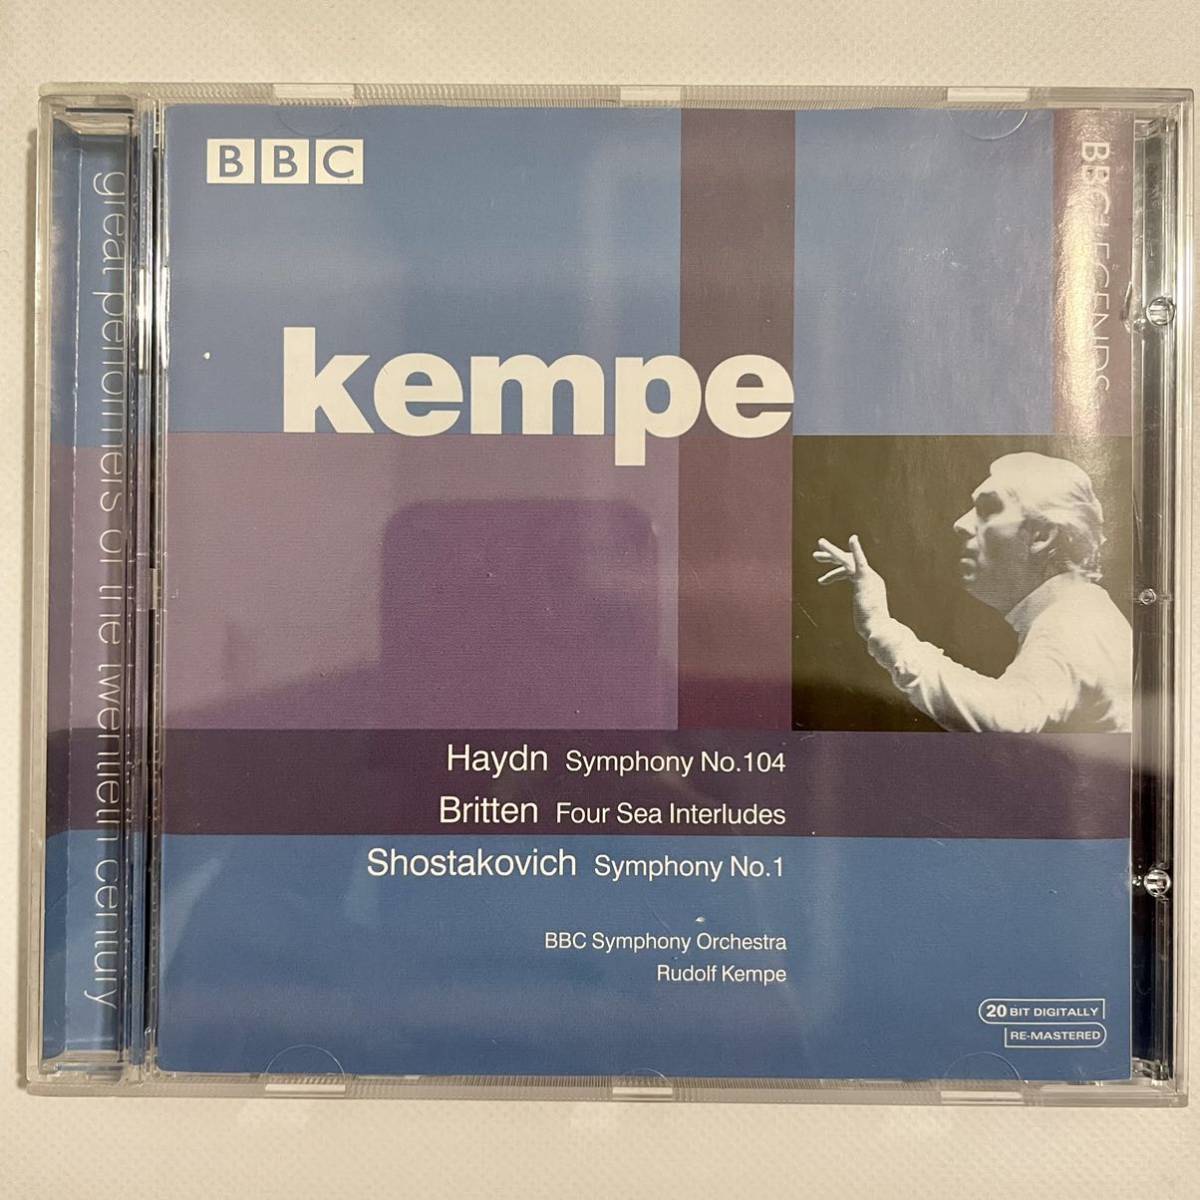 BBC
BBC LEGENDS
great performers of the twentieth century
kempe
Haydn Symphony No.104
Britten Four Sea Interludes
Shostakovich Symphony No.1
BBC Symphony Orchestra
Rudolf Kempe
20 BIT DIGITALLY
RE-MASTERED